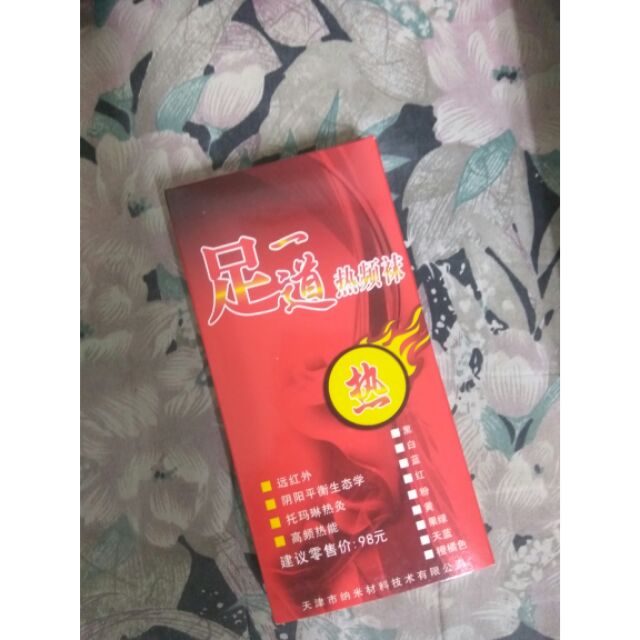 足一道热频袜
热
远红外
阴阳平衡生态学
托玛琳热灸
高频热能
建议零售价:98元
黑
白
蓝
红
粉
黄
果绿
天蓝
橙橘色
天津市纳米材料技术有限公司